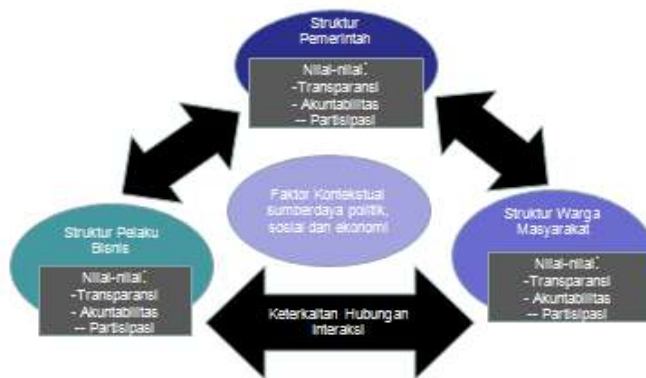 Struktur
Pemerintah
Nilai-nilai:
-Transparansi
- Akuntabilitas
-- Partisipasi
Faktor Kontekstual
sumberdaya politik,
sosial dan ekonomi
Struktur Pelaku
Bisnis
Nilai-nilai:
-Transparansi
- Akuntabilitas
-- Partisipasi
Struktur Warga
Masyarakat
Nilai-nilai:
-Transparansi
- Akuntabilitas
-- Partisipasi
Keterkaitan Hubungan
Interaksi